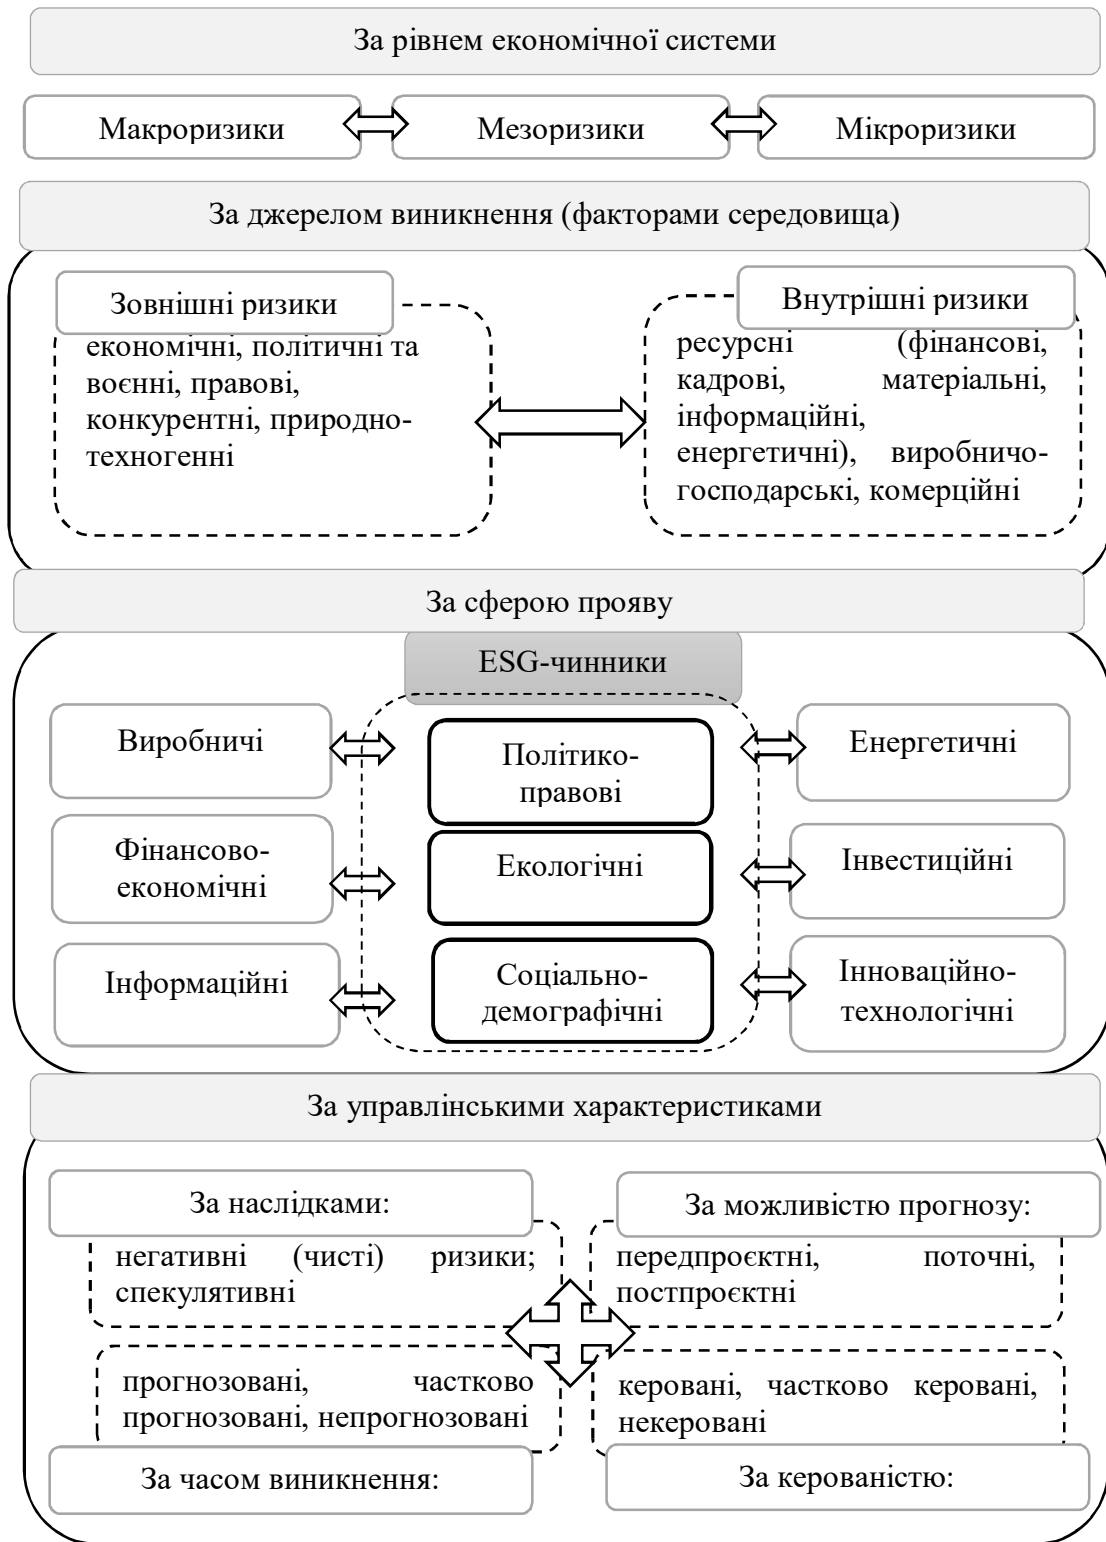 За рівнем економічної системи
Макроризики
Мезоризики
Мікроризики
За джерелом виникнення (факторами середовища)
Зовнішні ризики
економічні, політичні та
воєнні, правові,
конкурентні, природно-
техногенні
Внутрішні ризики
ресурсні (фінансові,
кадрові, матеріальні,
інформаційні,
енергетичні), виробничо-
господарські, комерційні
За сферою прояву
ESG-чинники
Виробничі
Політико-
правові
Енергетичні
Фінансово-
економічні
Екологічні
Інвестиційні
Інформаційні
Соціально-
демографічні
Інноваційно-
технологічні
За управлінськими характеристиками
За наслідками:
негативні (чисті) ризики;
спекулятивні
За можливістю прогнозу:
передпроєктні, поточні,
постпроєктні
прогнозовані, частково
прогнозовані, непрогнозовані
За часом виникнення:
керовані, частково керовані,
некеровані
За керованістю: